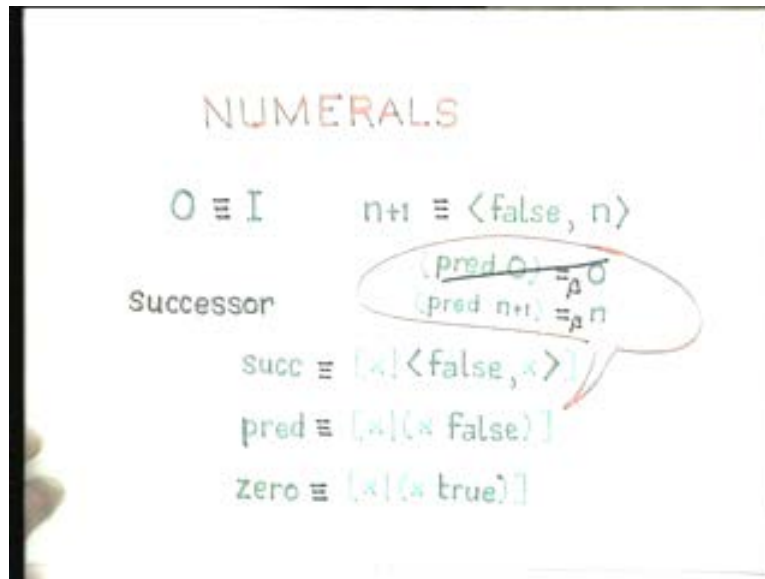 NUMERALS
0 ≡ I n+1 ≡ <false, n>
(pred 0) =β 0
Successor (pred n+1) =β n
succ ≡ [x|<false, x>]
pred ≡ [x|(x false)]
zero ≡ [x|(x true)]